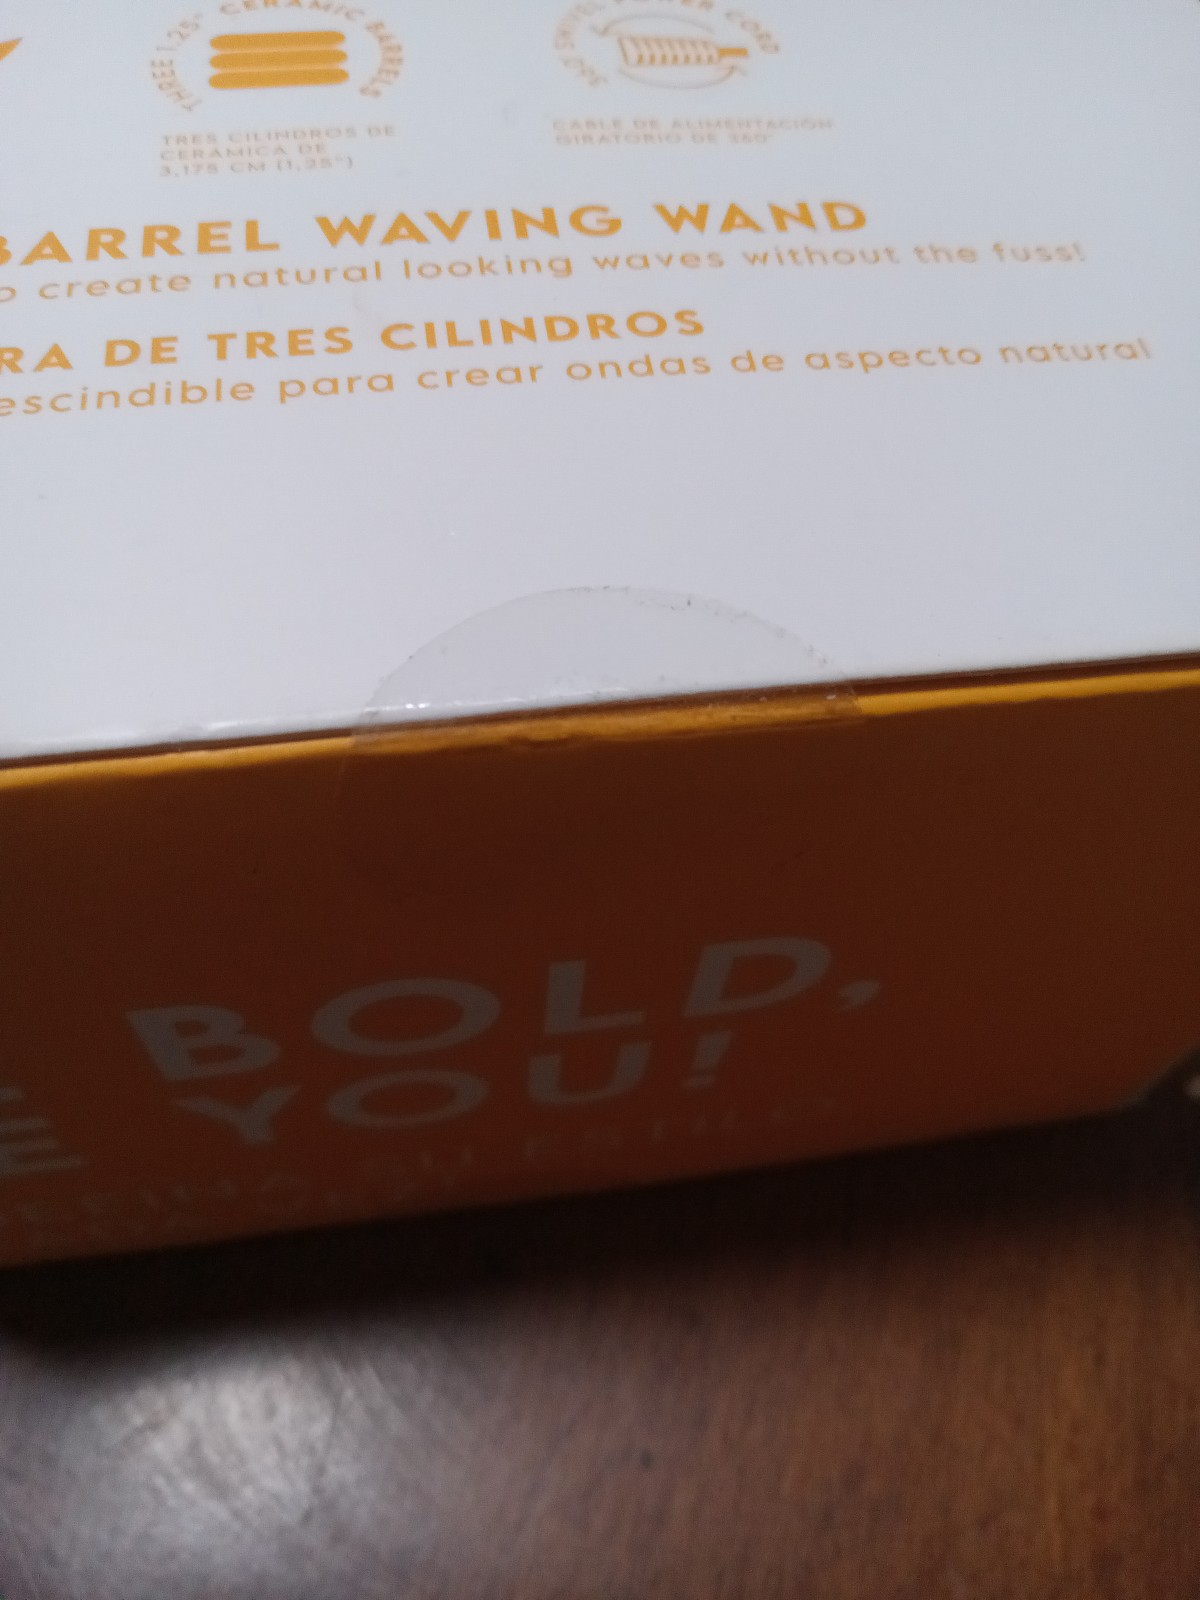 THREE 1.25" CERAMIC BARRELS
360° SWIVEL POWER CORD
TRES CILINDROS DE
CERÁMICA DE
3,175 CM (1,25")
CABLE DE ALIMENTACIÓN
GIRATORIO DE 360°
BARREL WAVING WAND
o create natural looking waves without the fuss!
RA DE TRES CILINDROS
escindible para crear ondas de aspecto natural
BOLD,
E YOU!
SU ESTILO